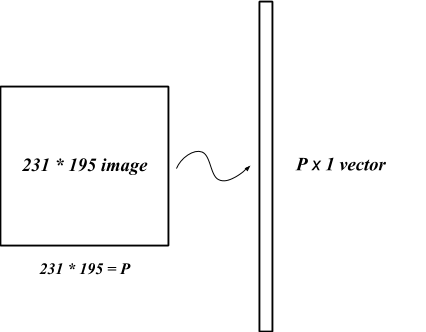 231 * 195 image
P x 1 vector
231 * 195 = P